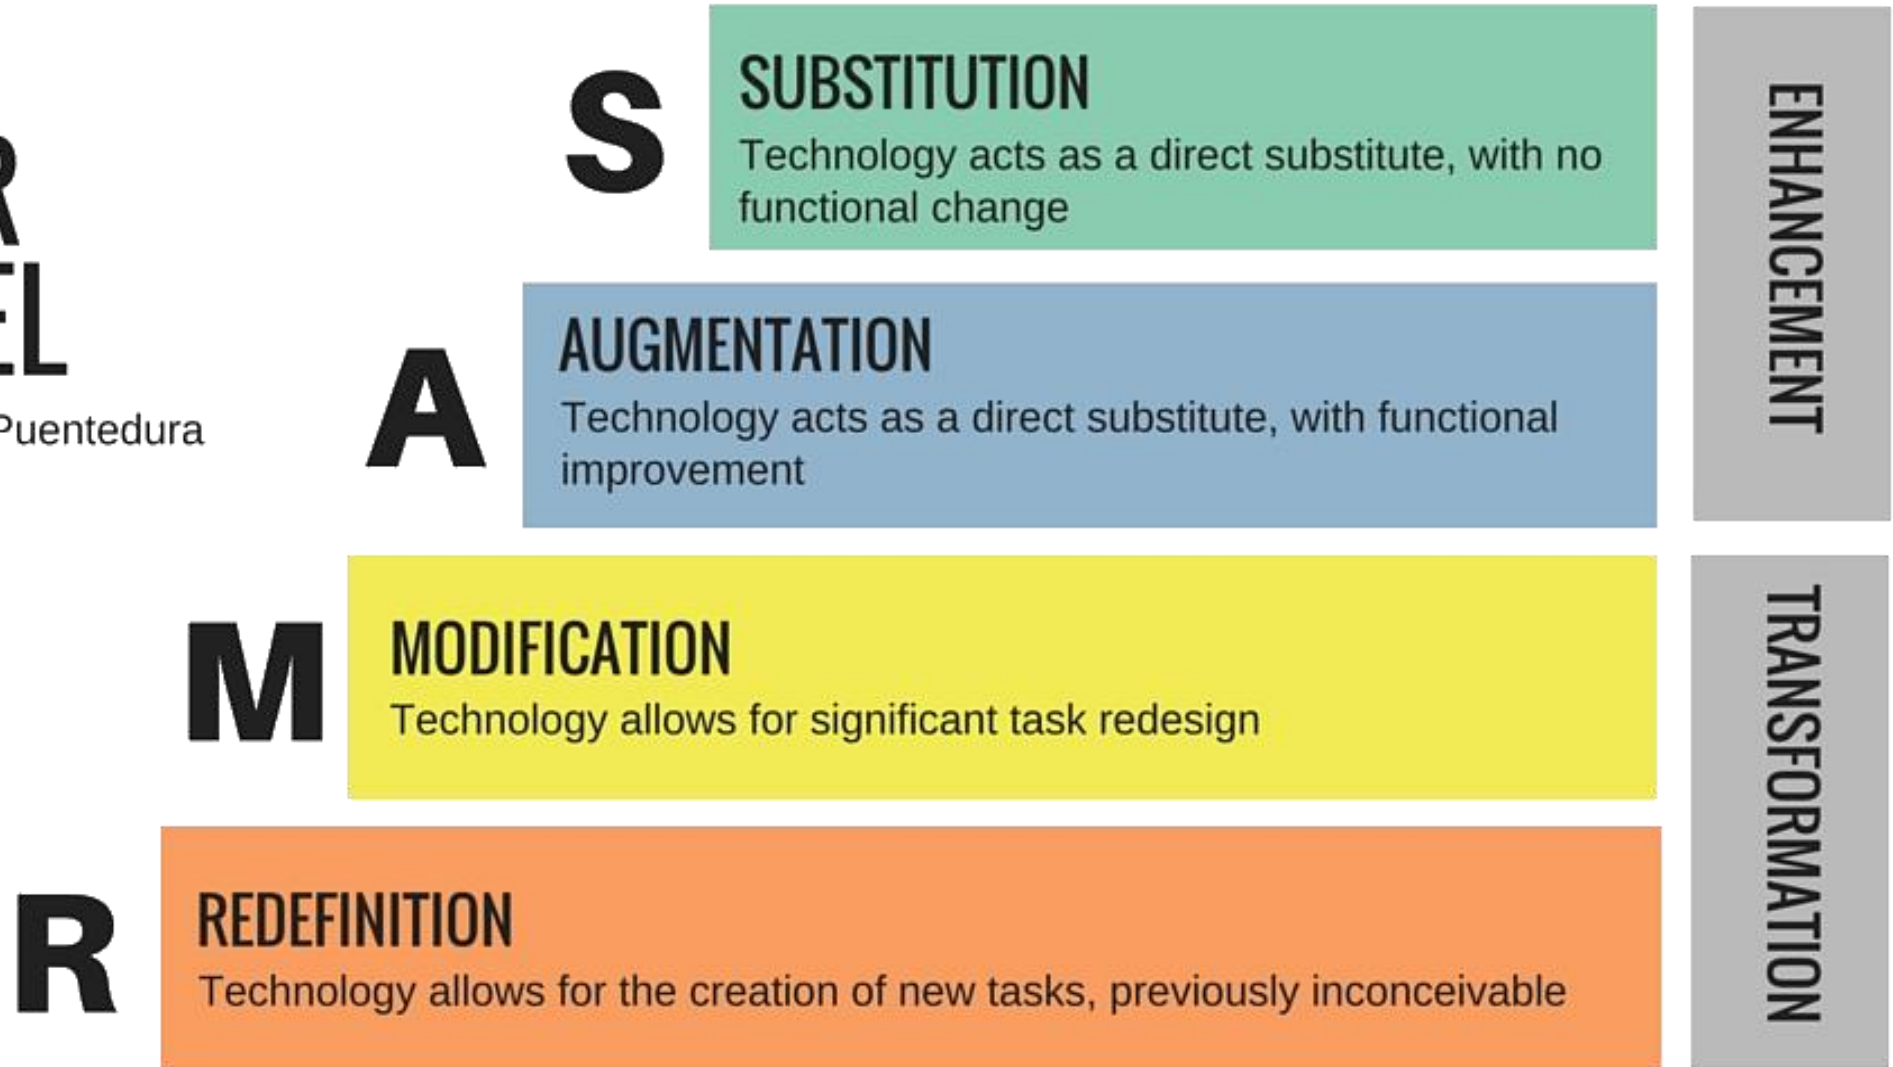 S
SUBSTITUTION
Technology acts as a direct substitute, with no
functional change
ENHANCEMENT
R
EL
Puentedura
A
AUGMENTATION
Technology acts as a direct substitute, with functional
improvement
M
MODIFICATION
Technology allows for significant task redesign
TRANSFORMATION
R
REDEFINITION
Technology allows for the creation of new tasks, previously inconceivable